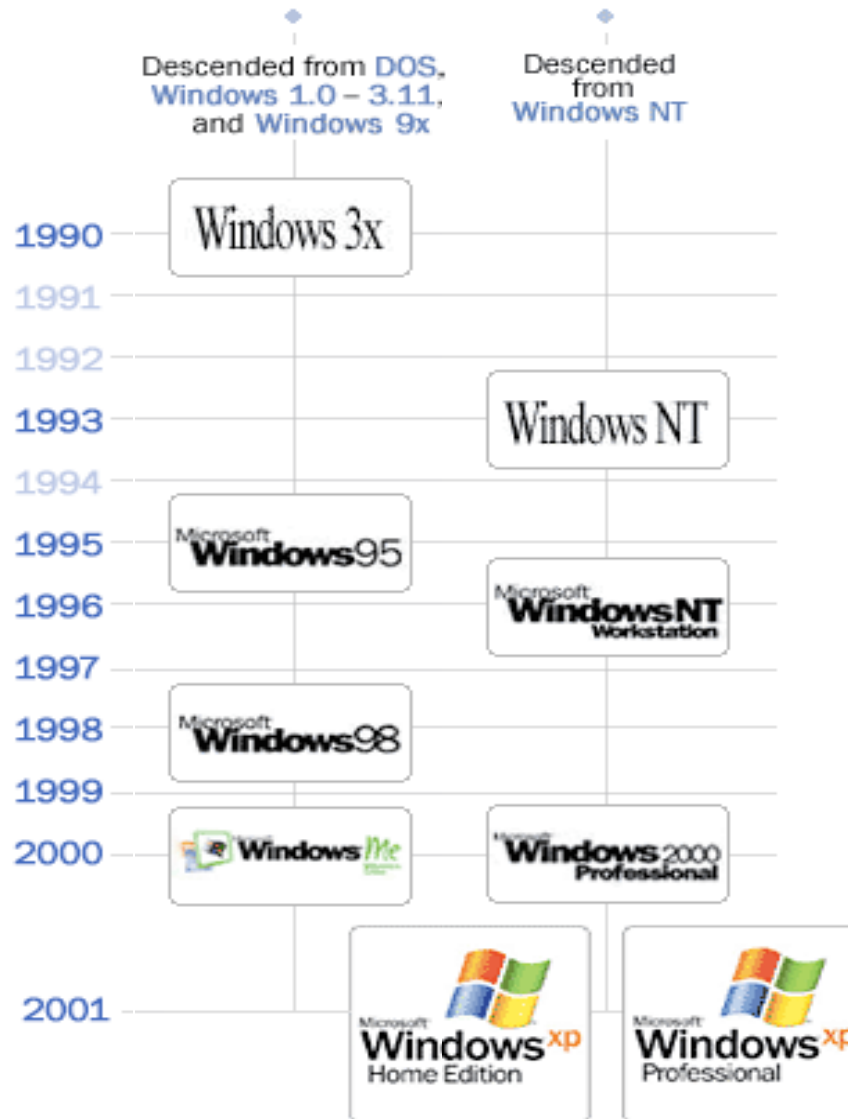 Descended from DOS,
Windows 1.0 – 3.11,
and Windows 9x
Descended
from
Windows NT
1990
Windows 3x
1991
1992
1993
Windows NT
1994
1995
Microsoft
Windows95
1996
Microsoft
WindowsNT
Workstation
1997
1998
Microsoft
Windows98
1999
2000
Windows Me
Microsoft
Windows 2000
Professional
2001
Microsoft
Windows xp
Home Edition
Microsoft
Windows xp
Professional